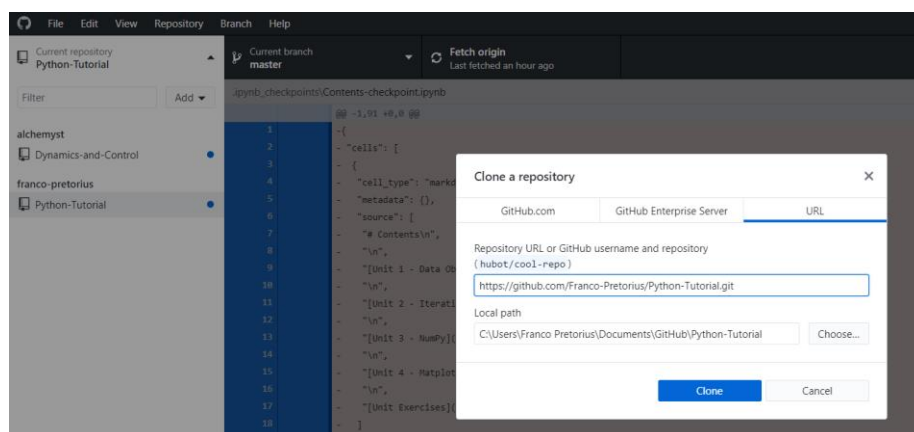 File Edit View Repository Branch Help
Current repository
Python-Tutorial
Current branch
master
Fetch origin
Last fetched an hour ago
Filter
Add
alchemyst
Dynamics-and-Control
franco-pretorius
Python-Tutorial
.ipynb_checkpoints\Contents-checkpoint.ipynb
@@ -1,91 +0,0 @@
1 -{
2 - "cells": [
3 - {
4 - "cell_type": "markd
5 - "metadata": {},
6 - "source": [
7 - "# Contents\n",
8 - "\n",
9 - "[Unit 1 - Data Ob
10 - "\n",
11 - "[Unit 2 - Iterati
12 - "\n",
13 - "[Unit 3 - NumPy](
14 - "\n",
15 - "[Unit 4 - Matplot
16 - "\n",
17 - "[Unit Exercises](
18 - ]
Clone a repository
GitHub.com
GitHub Enterprise Server
URL
Repository URL or GitHub username and repository
(hubot/cool-repo)
https://github.com/Franco-Pretorius/Python-Tutorial.git
Local path
C:\Users\Franco Pretorius\Documents\GitHub\Python-Tutorial
Choose...
Clone
Cancel